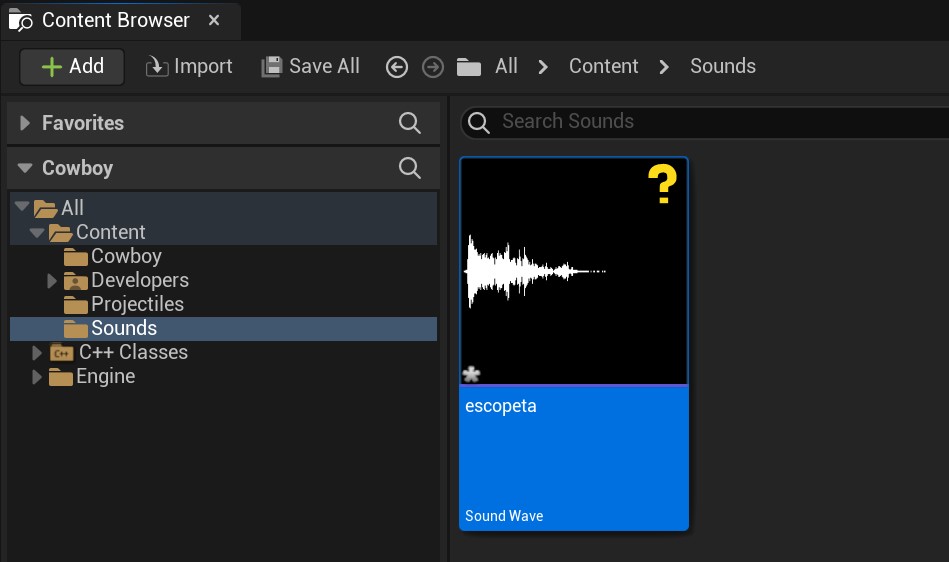 Content Browser
Add Import Save All All Content Sounds
Favorites
Search Sounds
Cowboy
All
Content
Cowboy
Developers
Projectiles
Sounds
C++ C++ Classes
Engine
?
*
escopeta
Sound Wave